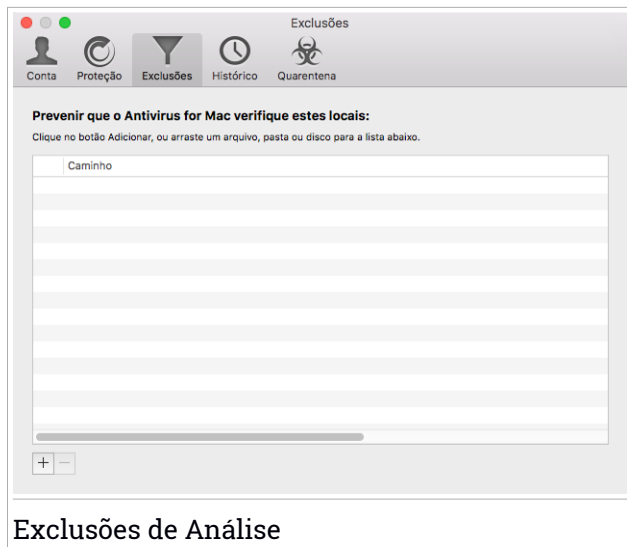 Exclusões
Conta Proteção Exclusões Histórico Quarentena
Prevenir que o Antivirus for Mac verifique estes locais:
Clique no botão Adicionar, ou arraste um arquivo, pasta ou disco para a lista abaixo.
Caminho
Exclusões de Análise